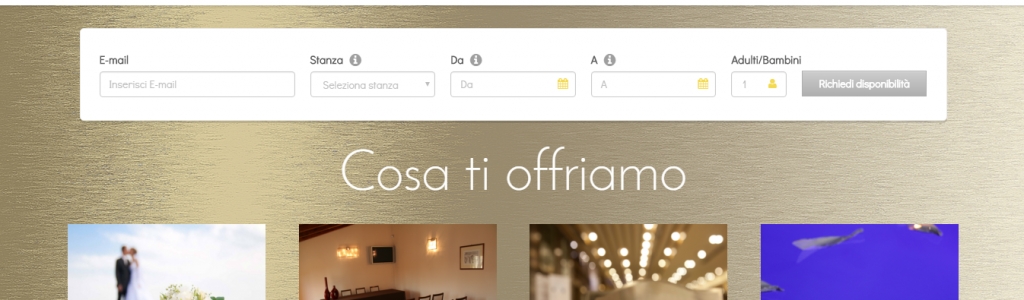 E-mail Stanza Da A Adulti/Bambini
Inserisci E-mail Seleziona stanza Da A 1 Richiedi disponibilità
Cosa ti offriamo